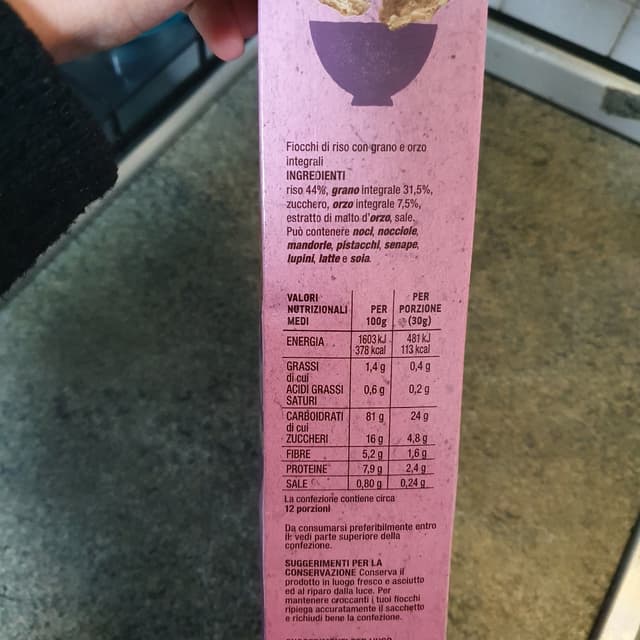 Fiocchi di riso con grano e orzo
integrali
INGREDIENTI
riso 44%, grano integrale 31,5%,
zucchero, orzo integrale 7,5%,
estratto di malto d'orzo, sale.
Può contenere noci, nocciole,
mandorle, pistacchi, senape,
lupini, latte e soia.
VALORI NUTRIZIONALI MEDI PER 100g PER PORZIONE (30g)
ENERGIA 1603 kJ 481 kJ
378 kcal 113 kcal
GRASSI 1,4 g 0,4 g
di cui
ACIDI GRASSI 0,6 g 0,2 g
SATURI
CARBOIDRATI 81 g 24 g
di cui
ZUCCHERI 16 g 4,8 g
FIBRE 5,2 g 1,6 g
PROTEINE 7,9 g 2,4 g
SALE 0,80 g 0,24 g
La confezione contiene circa
12 porzioni
Da consumarsi preferibilmente entro
il: vedi parte superiore della
confezione.
SUGGERIMENTI PER LA
CONSERVAZIONE Conserva il
prodotto in luogo fresco e asciutto
ed al riparo dalla luce. Per
mantenere croccanti i tuoi fiocchi
ripiega accuratamente il sacchetto
e richiudi bene la confezione.